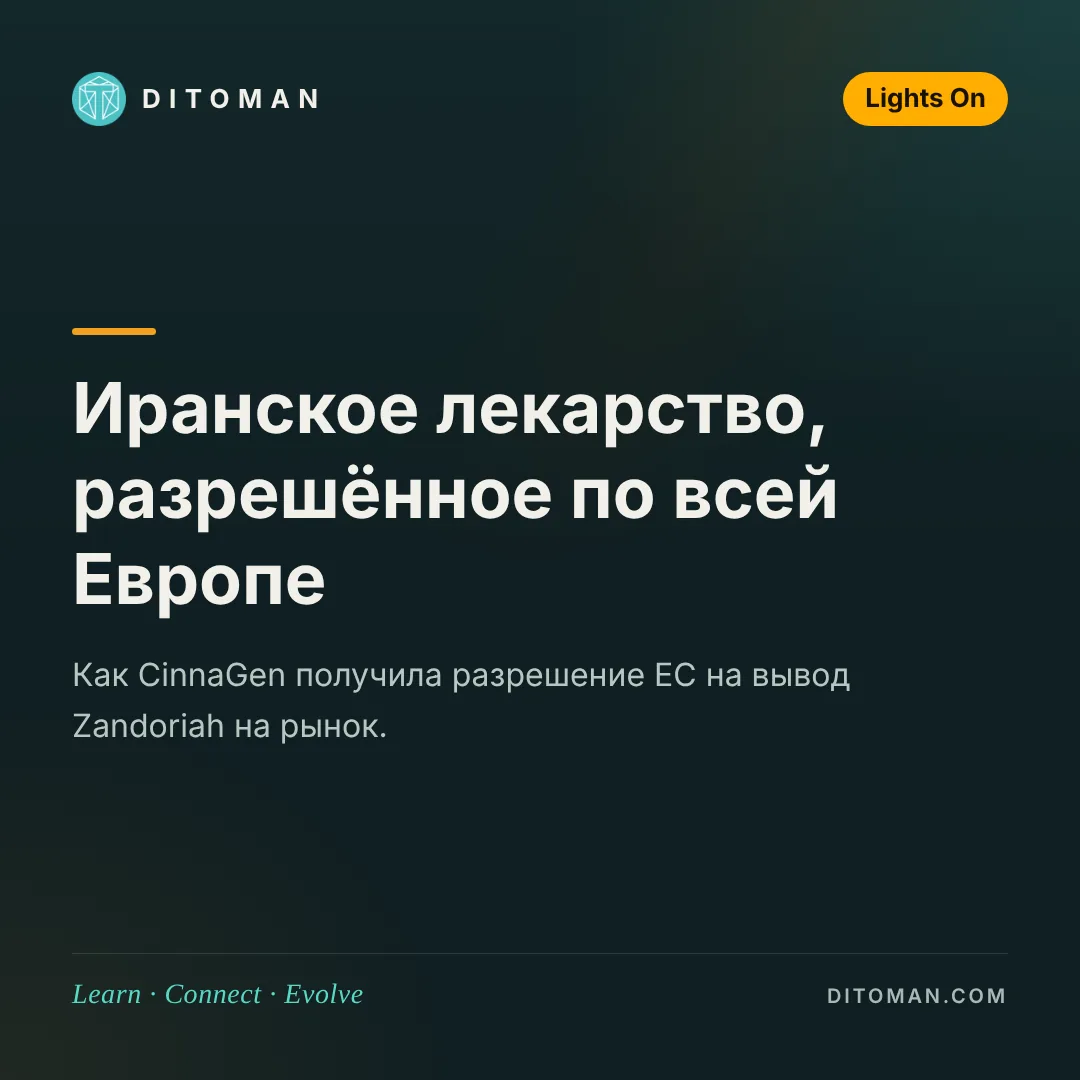 DITOMAN
Lights On
Иранское лекарство,
разрешённое по всей
Европе
Как CinnaGen получила разрешение ЕС на вывод
Zandoriah на рынок.
Learn · Connect · Evolve
DITOMAN.COM